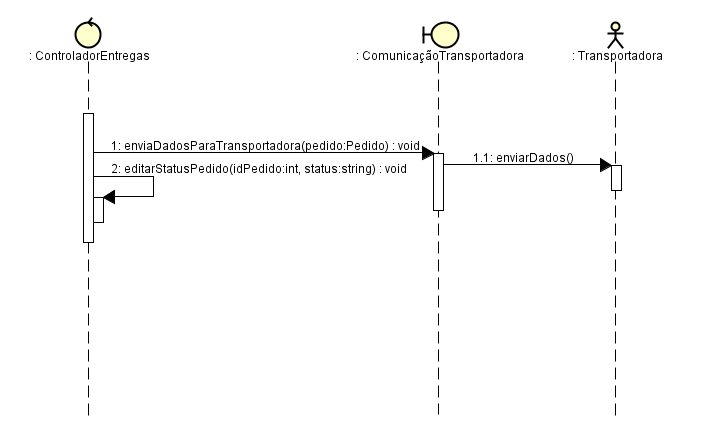 : ControladorEntregas
: ComunicaçãoTransportadora
: Transportadora
1: enviaDadosParaTransportadora(pedido:Pedido) : void
1.1: enviarDados()
2: editarStatusPedido(idPedido:int, status:string) : void